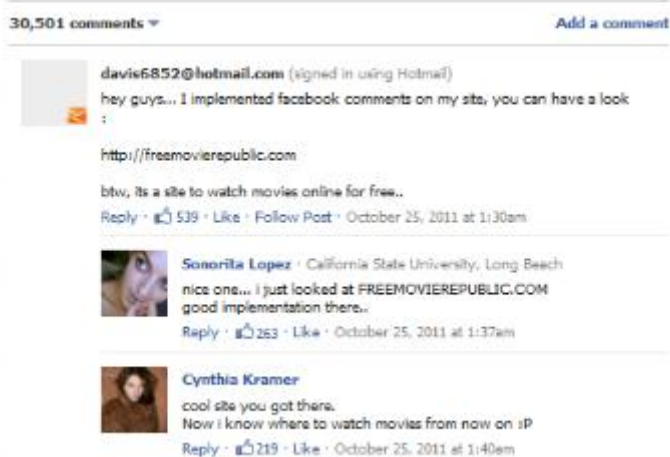 30,501 comments
Add a comment
davis6852@hotmail.com (signed in using Hotmail)
hey guys... I implemented facebook comments on my site, you can have a look
:
http://freemovierepublic.com
btw, its a site to watch movies online for free..
Reply · 539 · Like · Follow Post · October 25, 2011 at 1:30am
Sonorita Lopez · California State University, Long Beach
nice one... i just looked at FREEMOVIEREPUBLIC.COM
good implementation there..
Reply · 263 · Like · October 25, 2011 at 1:37am
Cynthia Kramer
cool site you got there.
Now i know where to watch movies from now on :P
Reply · 219 · Like · October 25, 2011 at 1:40am